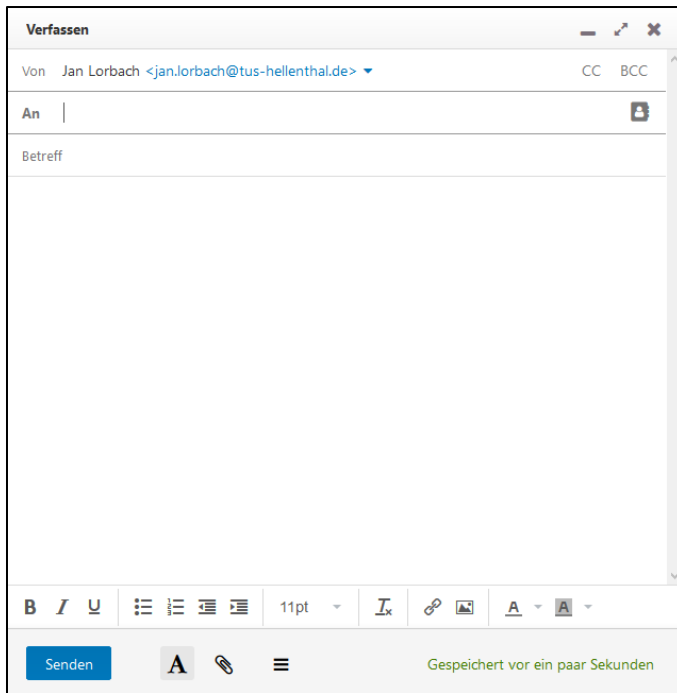 Verfassen
Von Jan Lorbach <jan.lorbach@tus-hellenthal.de> CC BCC
An
Betreff
B I U 11pt Tx A A
Senden A Gespeichert vor ein paar Sekunden